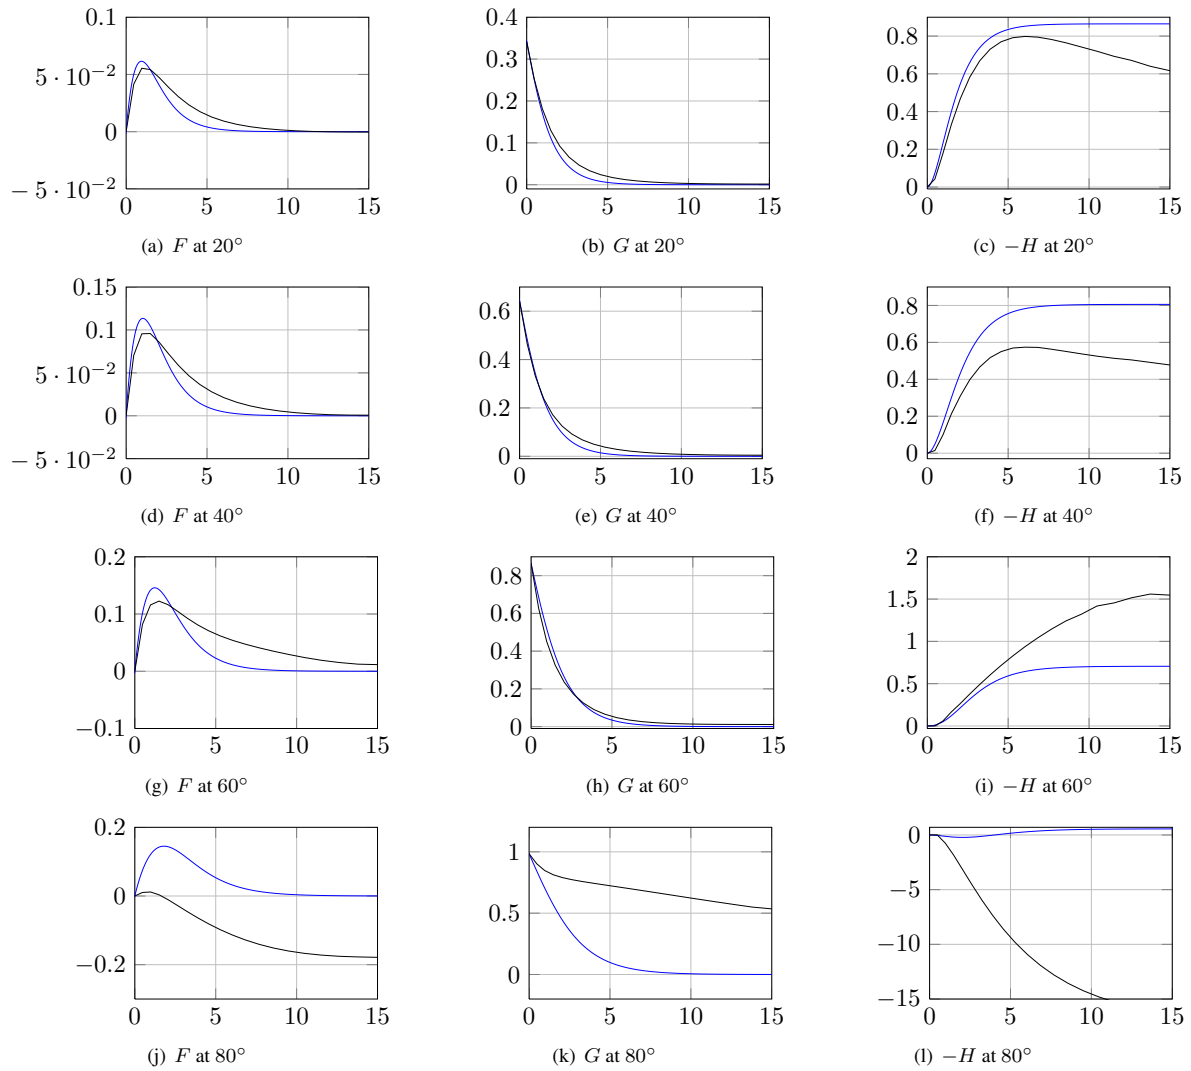 0.1
5 · 10⁻²
0
− 5 · 10⁻²
0 5 10 15
(a) F at 20°
0.4
0.3
0.2
0.1
0
0 5 10 15
(b) G at 20°
0.8
0.6
0.4
0.2
0
0 5 10 15
(c) −H at 20°
0.15
0.1
5 · 10⁻²
0
− 5 · 10⁻²
0 5 10 15
(d) F at 40°
0.6
0.4
0.2
0
0 5 10 15
(e) G at 40°
0.8
0.6
0.4
0.2
0
0 5 10 15
(f) −H at 40°
0.2
0.1
0
−0.1
0 5 10 15
(g) F at 60°
0.8
0.6
0.4
0.2
0
0 5 10 15
(h) G at 60°
2
1.5
1
0.5
0
0 5 10 15
(i) −H at 60°
0.2
0
−0.2
0 5 10 15
(j) F at 80°
1
0.5
0
0 5 10 15
(k) G at 80°
0
−5
−10
−15
0 5 10 15
(l) −H at 80°